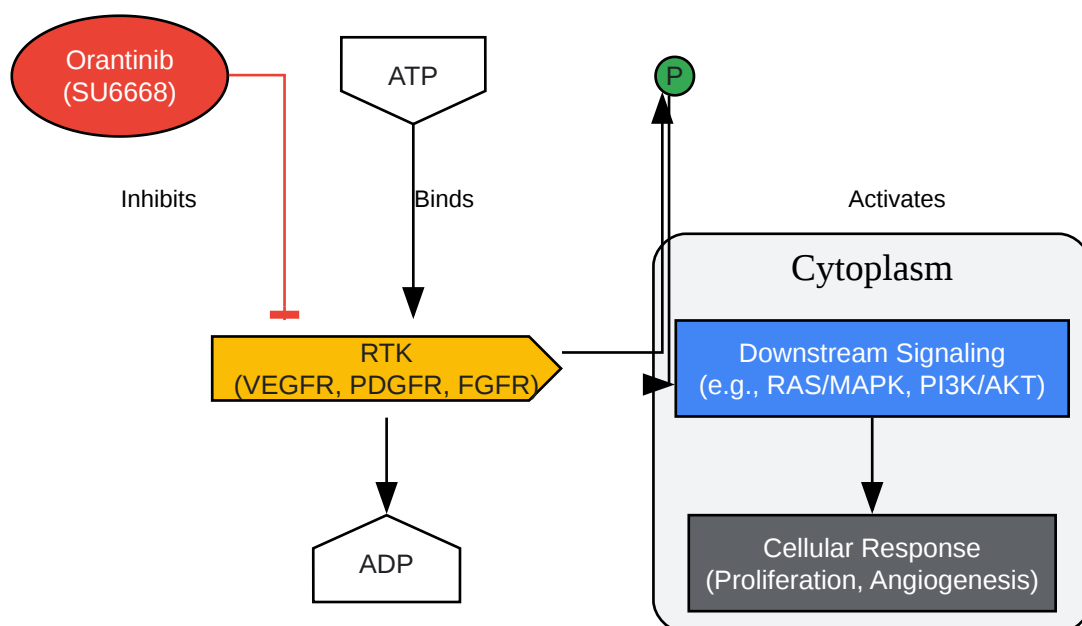 Orantinib
(SU6668)
ATP
P
Inhibits
Binds
Activates
Cytoplasm
RTK
(VEGFR, PDGFR, FGFR)
Downstream Signaling
(e.g., RAS/MAPK, PI3K/AKT)
ADP
Cellular Response
(Proliferation, Angiogenesis)